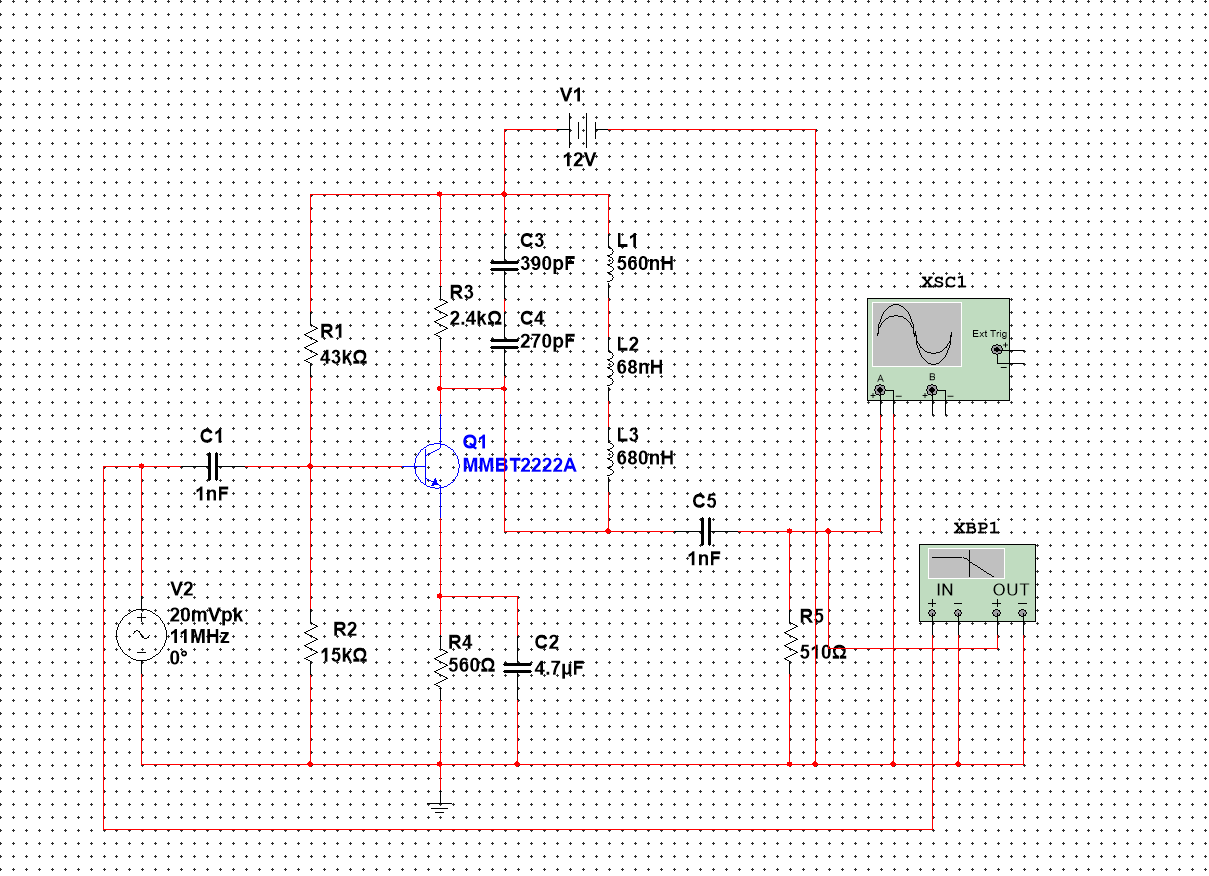 V1
12V
C3
390pF
L1
560nH
XSC1
R3
2.4kΩ
C4
270pF
R1
43kΩ
Ext Trig
+
−
L2
68nH
A
B
+ − + −
C1
1nF
Q1
MMBT2222A
L3
680nH
C5
1nF
XBP1
IN OUT
+ − + −
V2
20mVpk
11MHz
0°
R2
15kΩ
R4
560Ω
C2
4.7µF
R5
510Ω